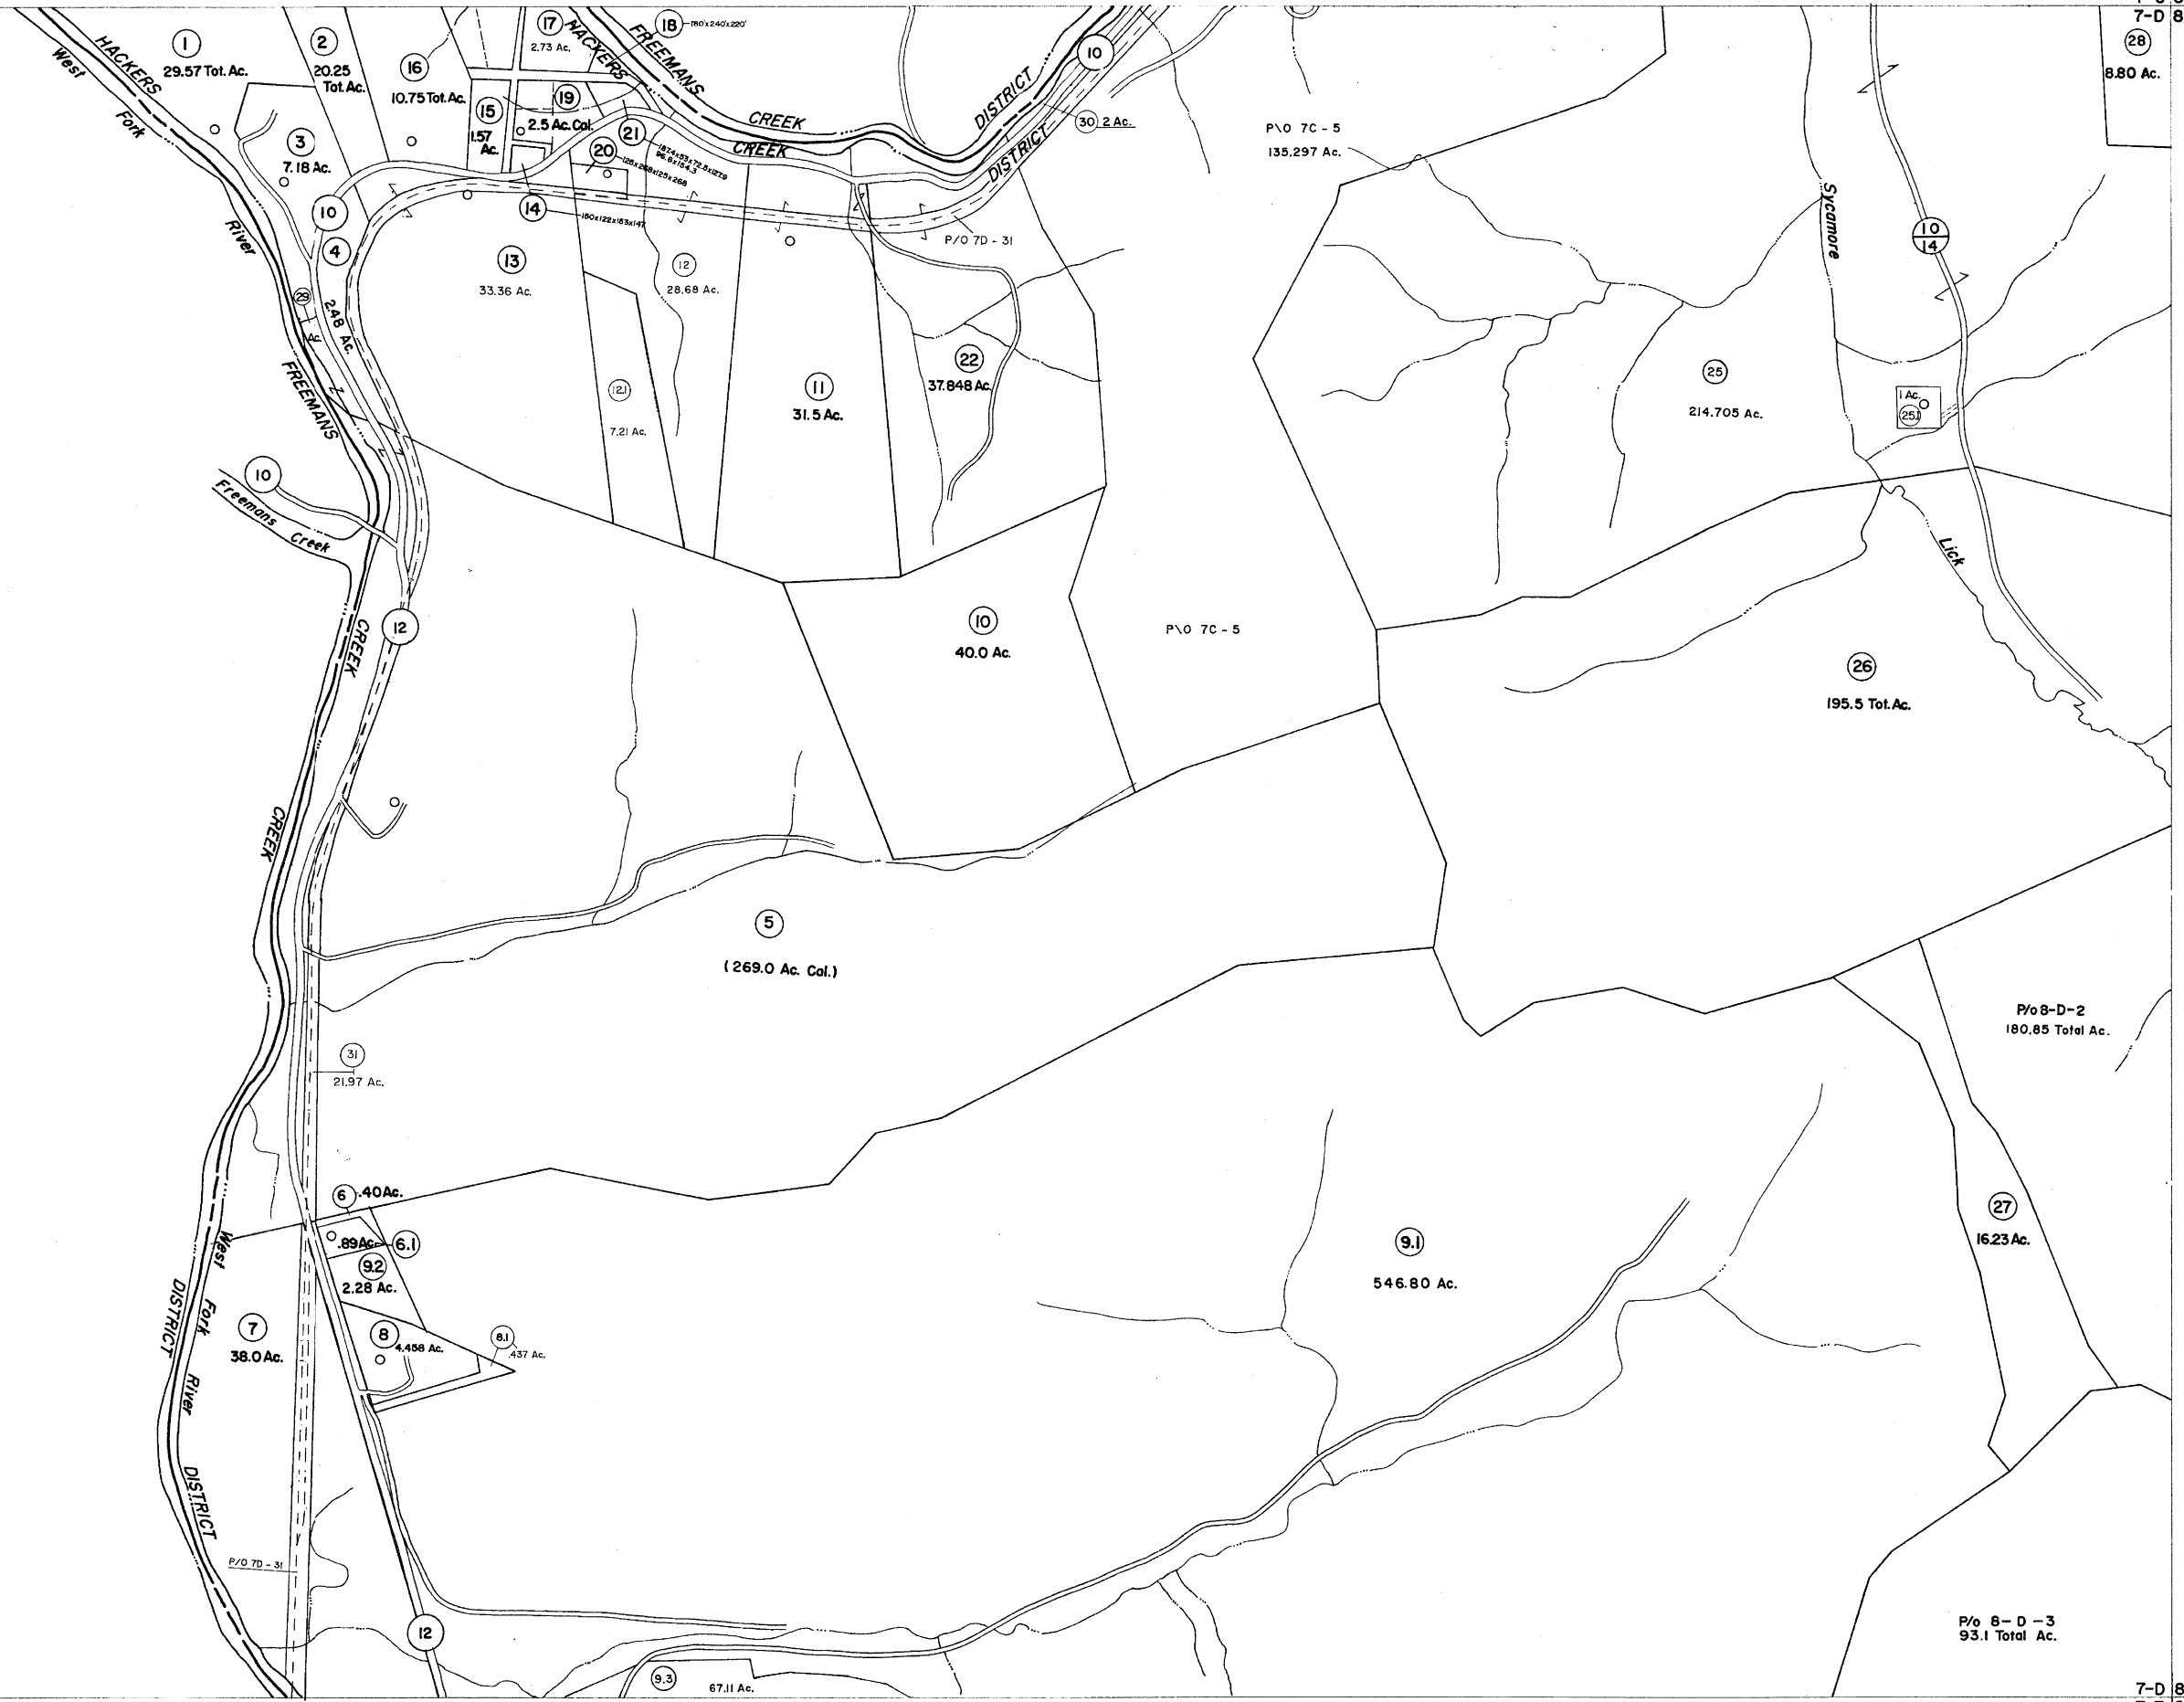 7-D 8
1
29.57 Tot. Ac.
2
20.25
Tot. Ac.
16
10.75 Tot. Ac.
17
2.73 Ac.
18
180'x240'x220'
HACKERS
FREEMANS
CREEK
CREEK
DISTRICT
DISTRICT
10
30
.2 Ac.
HACKERS
West
Fork
River
15
1.57
Ac.
19
2.5 Ac. Cal.
21
20
125x268x125x268
14
150x122x153x147
3
7.18 Ac.
10
4
2.48 Ac.
29
Ac.
P\O 7C - 5
135.297 Ac.
28
8.80 Ac.
Sycamore
10
14
P/O 7D - 31
13
33.36 Ac.
12
28.68 Ac.
12.1
7.21 Ac.
11
31.5 Ac.
22
37.848 Ac.
25
214.705 Ac.
1 Ac.
25.1
FREEMANS
10
Freemans
Creek
Lick
12
CREEK
10
40.0 Ac.
P\O 7C - 5
26
195.5 Tot. Ac.
CREEK
5
(269.0 Ac. Cal.)
P/o 8-D-2
180.85 Total Ac.
31
21.97 Ac.
6
.40 Ac.
.89 Ac.
6.1
9.2
2.28 Ac.
8
4.458 Ac.
8.1
.437 Ac.
9.1
546.80 Ac.
27
16.23 Ac.
West
Fork
River
DISTRICT
7
38.0 Ac.
DISTRICT
P/O 7D - 31
12
9.3
67.11 Ac.
P/o 8- D -3
93.1 Total Ac.
7-D 8